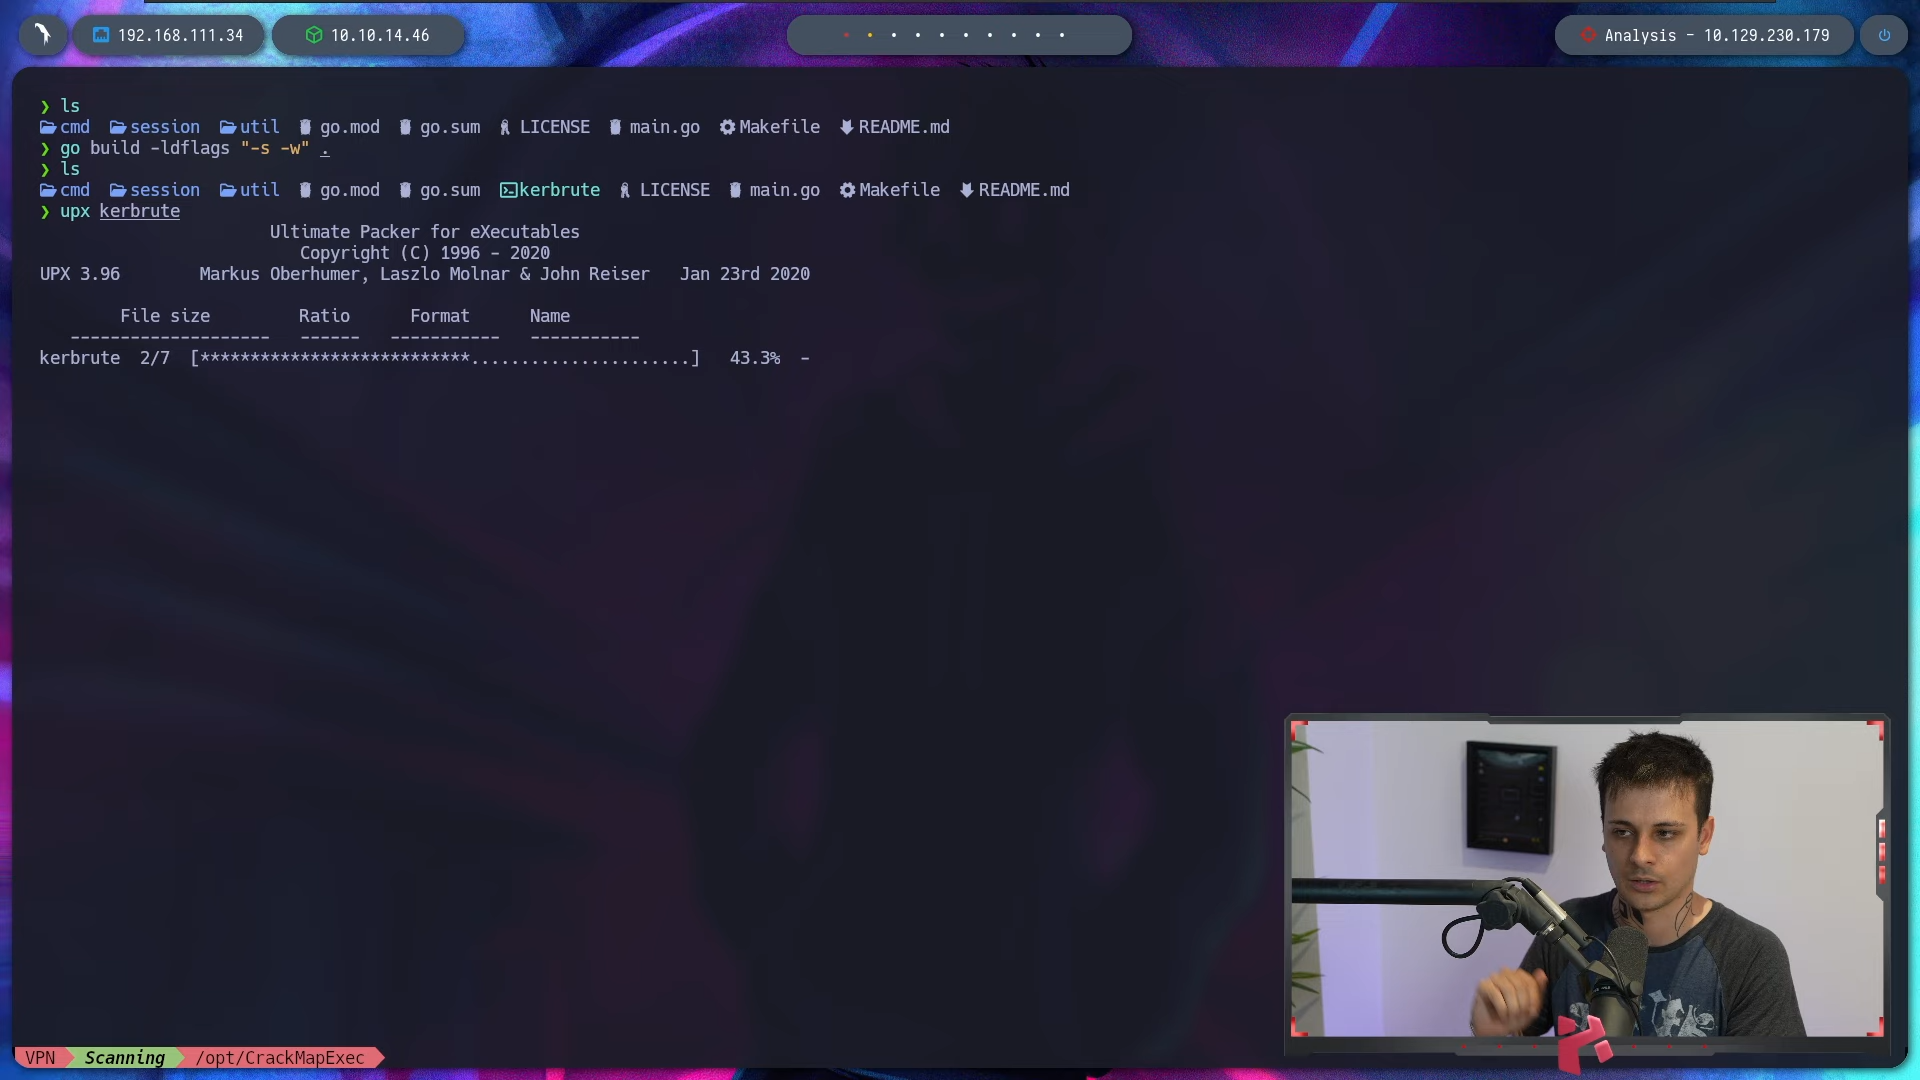 192.168.111.34 10.10.14.46 Analysis - 10.129.230.179
❯ ls
cmd session util go.mod go.sum LICENSE main.go Makefile README.md
❯ go build -ldflags "-s -w" .
❯ ls
cmd session util go.mod go.sum kerbrute LICENSE main.go Makefile README.md
❯ upx kerbrute
Ultimate Packer for eXecutables
Copyright (C) 1996 - 2020
UPX 3.96 Markus Oberhumer, Laszlo Molnar & John Reiser Jan 23rd 2020
File size Ratio Format Name
-------------------- ------ ----------- -----------
kerbrute 2/7 [***************************......................] 43.3% -
VPN Scanning /opt/CrackMapExec